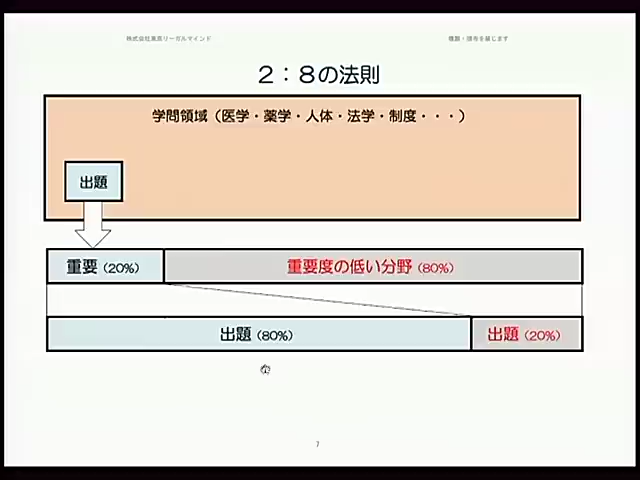 株式会社東京リーガルマインド
複製・頒布を禁じます
２：８の法則
学問領域（医学・薬学・人体・法学・制度・・・）
出題
重要（20%）
重要度の低い分野（80%）
出題（80%）
出題（20%）
7